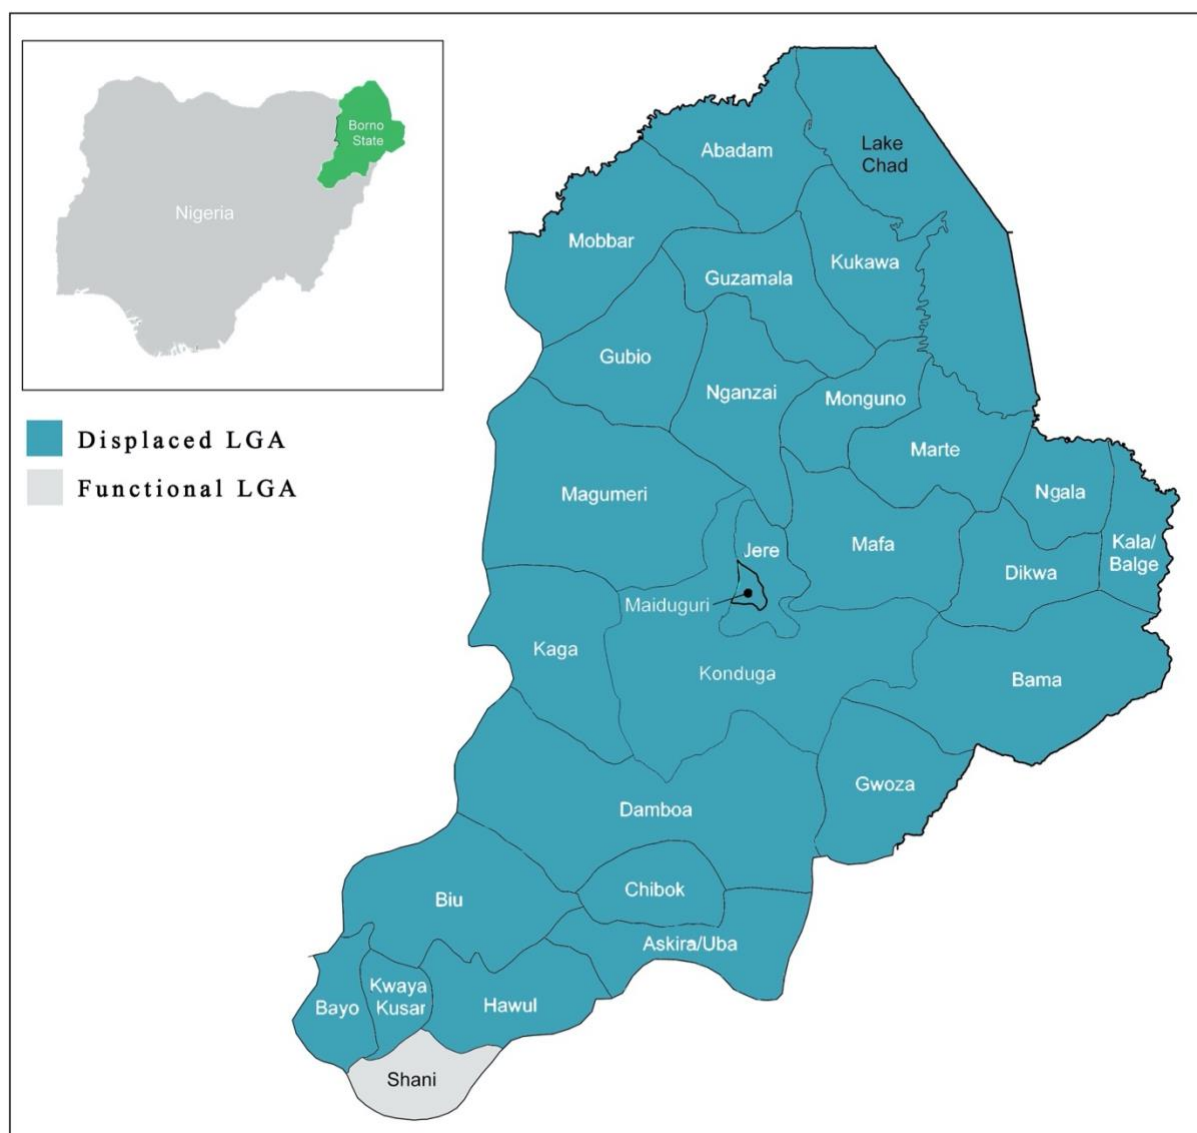 Borno
State
Nigeria
Displaced LGA
Functional LGA
Abadam
Lake
Chad
Mobbar
Kukawa
Guzamala
Gubio
Nganzai
Monguno
Marte
Magumeri
Ngala
Jere
Mafa
Kala/
Balge
Dikwa
Maiduguri
Kaga
Konduga
Bama
Gwoza
Damboa
Chibok
Biu
Askira/Uba
Kwaya
Kusar
Bayo
Hawul
Shani